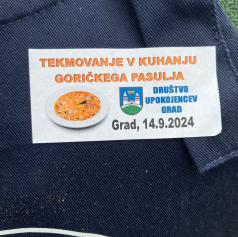 TEKMOVANJE V KUHANJU
GORIČKEGA PASULJA
DRUŠTVO
UPOKOJENCEV
GRAD
Grad, 14.9.2024